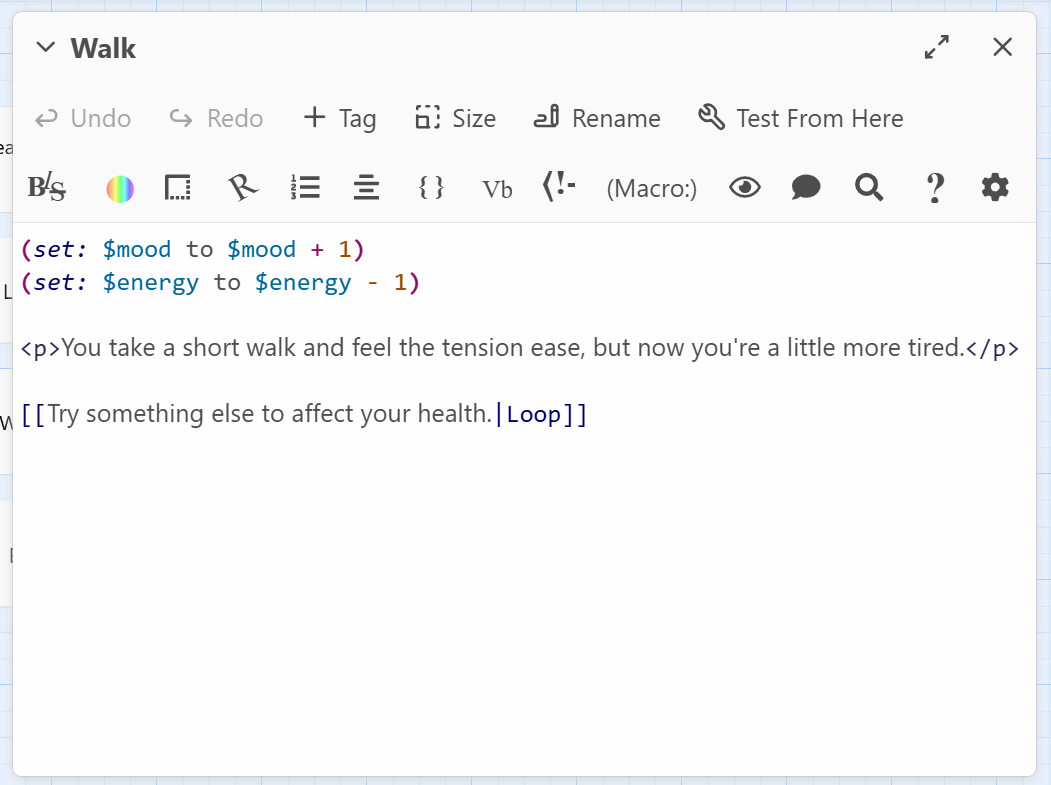 Walk
Undo Redo + Tag Size Rename Test From Here
BIS { } Vb (!- (Macro:) ?
(set: $mood to $mood + 1)
(set: $energy to $energy - 1)
<p>You take a short walk and feel the tension ease, but now you're a little more tired.</p>
[[Try something else to affect your health.|Loop]]